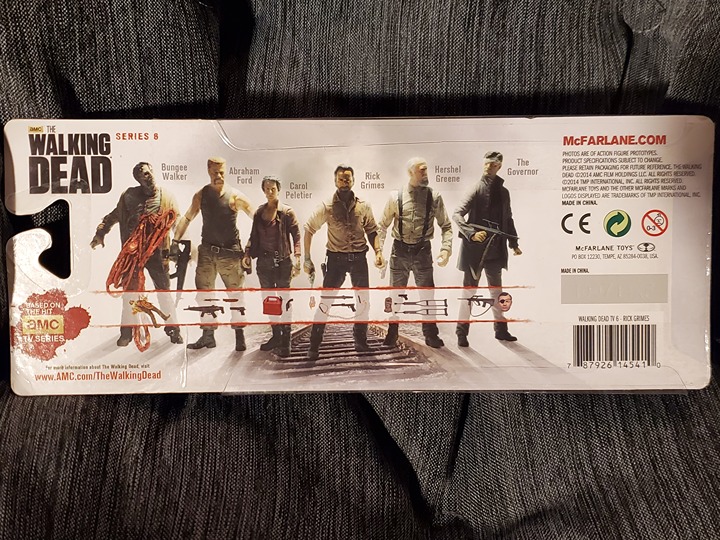 AMC THE
WALKING
DEAD
SERIES 6
Bungee
Walker
Abraham
Ford
Carol
Peletier
Rick
Grimes
Hershel
Greene
The
Governor
BASED ON
THE HIT
AMC
TV SERIES
For more information about The Walking Dead, visit
www.AMC.com/TheWalkingDead
McFARLANE.COM
PHOTOS ARE OF ACTION FIGURE PROTOTYPES.
PRODUCT SPECIFICATIONS SUBJECT TO CHANGE.
PLEASE RETAIN PACKAGING FOR FUTURE REFERENCE. THE WALKING
DEAD ©2014 AMC FILM HOLDINGS LLC. ALL RIGHTS RESERVED.
©2014 TMP INTERNATIONAL, INC. ALL RIGHTS RESERVED.
MCFARLANE TOYS AND THE OTHER MCFARLANE MARKS AND
LOGOS DISPLAYED ARE TRADEMARKS OF TMP INTERNATIONAL, INC.
MADE IN CHINA.
CE
0-3
McFARLANE TOYS
PO BOX 12230, TEMPE, AZ 85284-0038, USA.
MADE IN CHINA.
WALKING DEAD TV 6 - RICK GRIMES
7 87926 14541 0